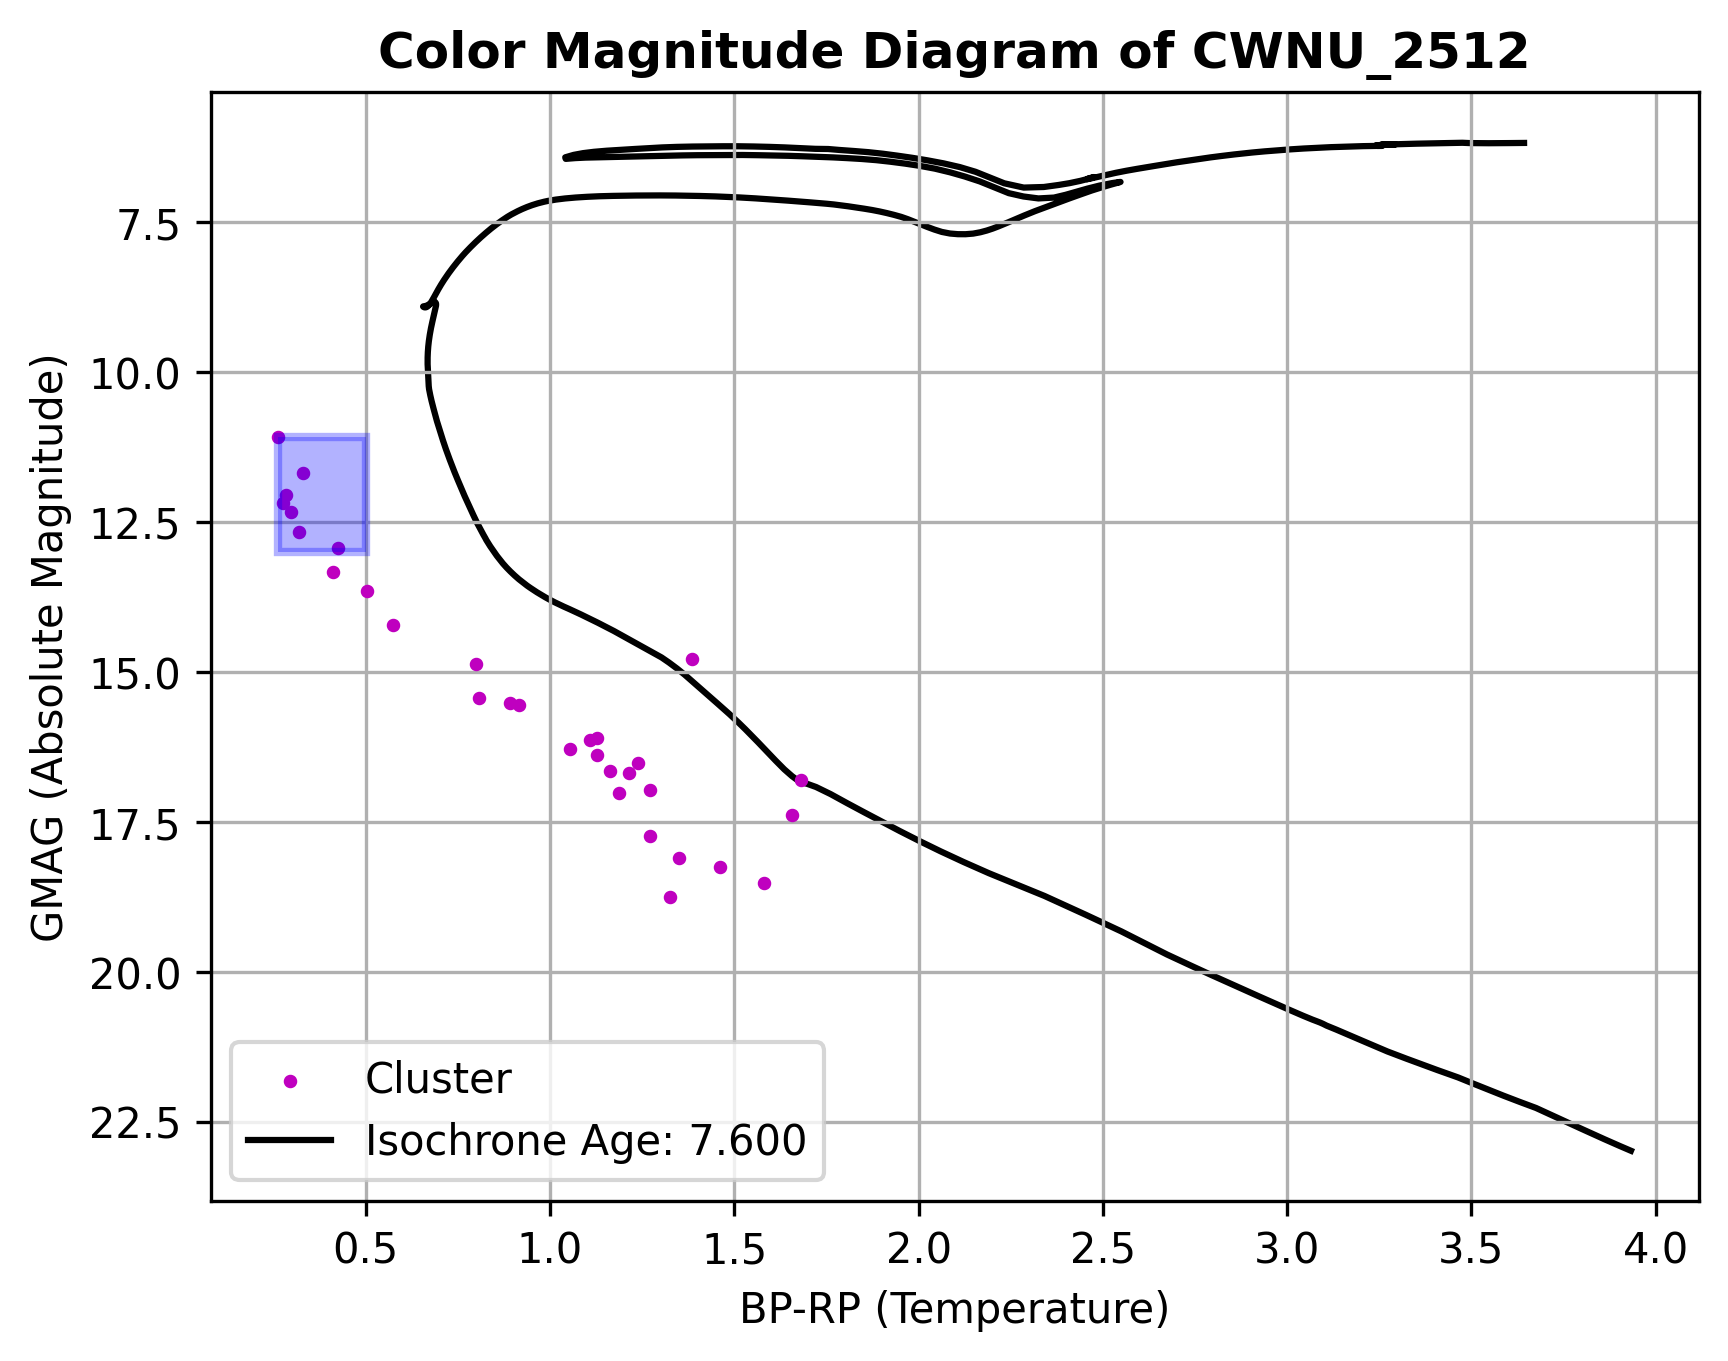 Color Magnitude Diagram of CWNU_2512
GMAG (Absolute Magnitude)
7.5
10.0
12.5
15.0
17.5
20.0
22.5
Cluster
Isochrone Age: 7.600
0.5 1.0 1.5 2.0 2.5 3.0 3.5 4.0
BP-RP (Temperature)